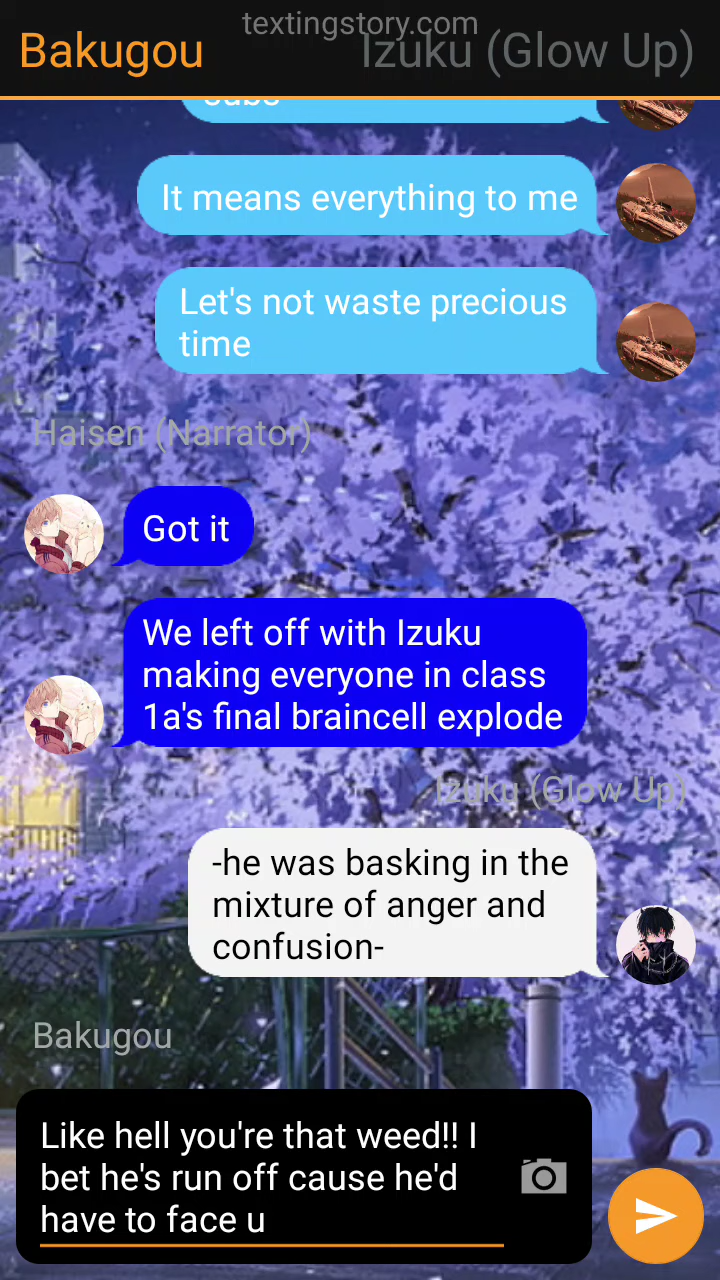 textingstory.com
Bakugou
Izuku (Glow Up)
It means everything to me
Let's not waste precious
time
Haisen (Narrator)
Got it
We left off with Izuku
making everyone in class
1a's final braincell explode
Izuku (Glow Up)
-he was basking in the
mixture of anger and
confusion-
Bakugou
Like hell you're that weed!! I
bet he's run off cause he'd
have to face u